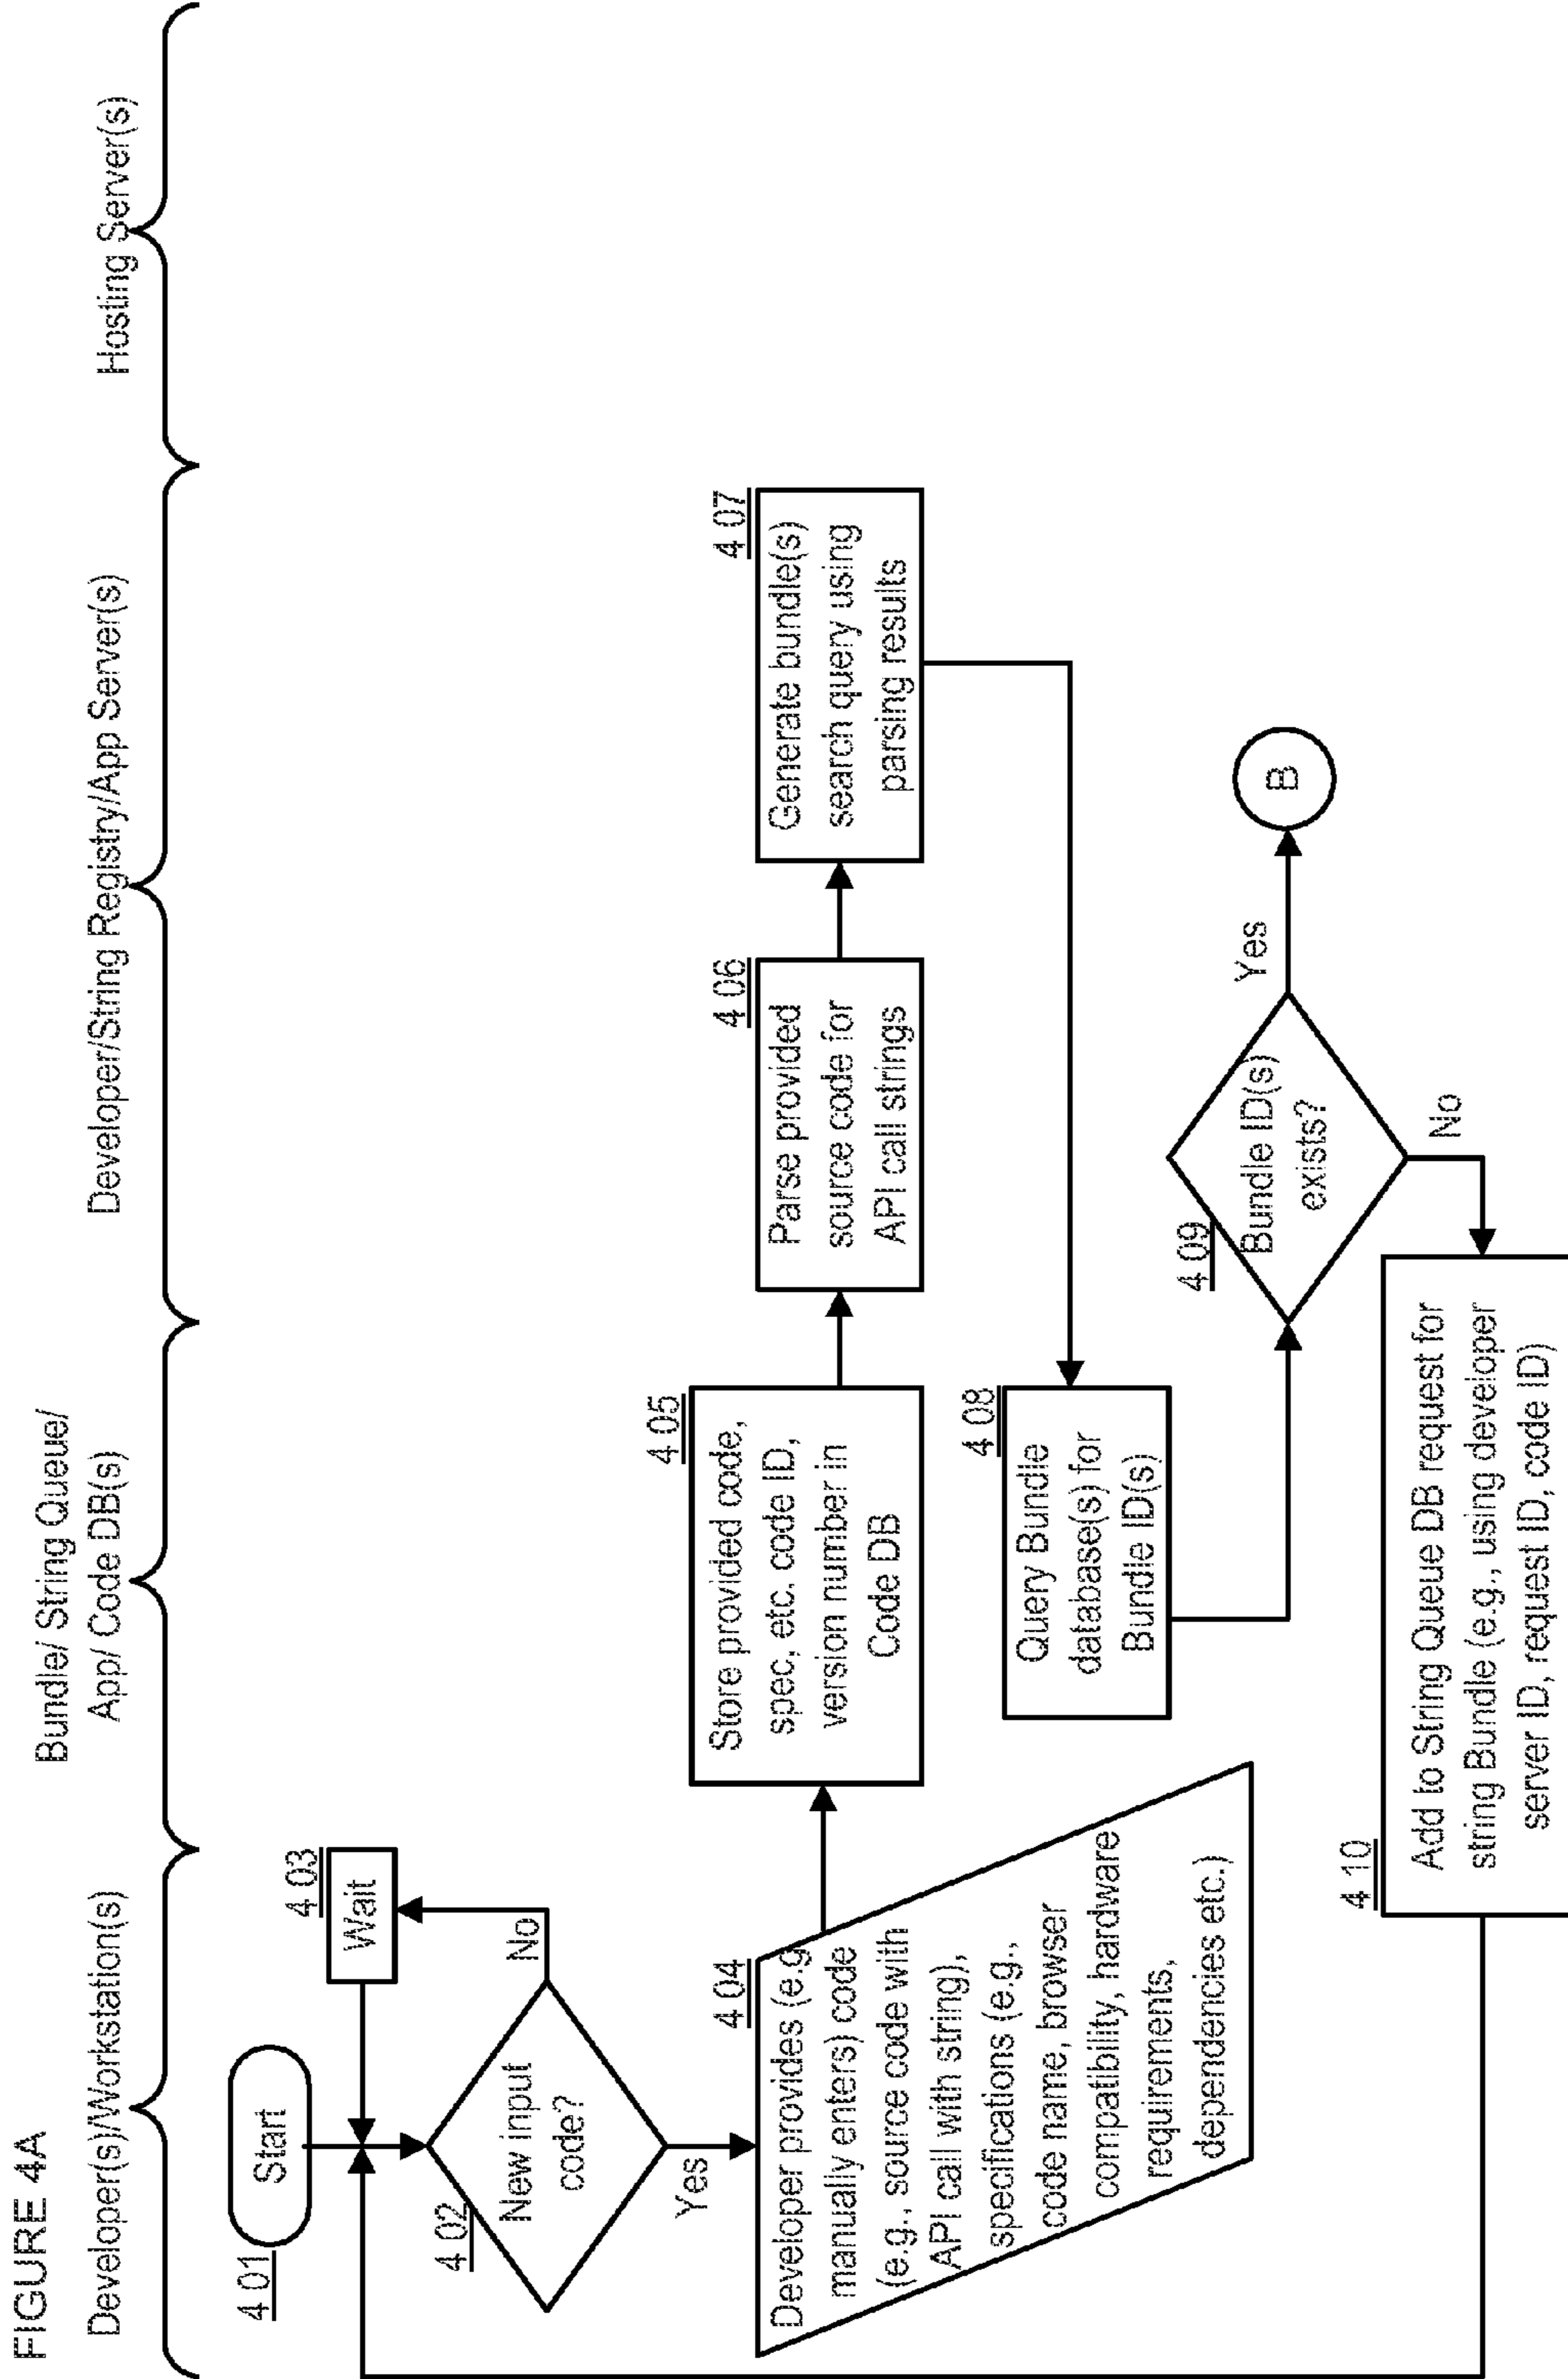 FIGURE 4A
Developer(s)/Workstation(s)
Bundle/ String Queue/
App/ Code DB(s)
Developer/String Registry/App Server(s)
Hosting Server(s)
4 01
Start
4 03
Wait
4 02
New input
code?
No
Yes
4 04
Developer provides (e.g
manually enters) code
(e.g., source code with
API call with string),
specifications (e.g.,
code name, browser
compatibility, hardware
requirements,
dependencies etc.)
4 05
Store provided code,
spec, etc. code ID,
version number in
Code DB
4 06
Parse provided
source code for
API call strings
4 07
Generate bundle(s)
search query using
parsing results
4 08
Query Bundle
database(s) for
Bundle ID(s)
4 09
Bundle ID(s)
exists?
Yes
B
No
4 10
Add to String Queue DB request for
string Bundle (e.g., using developer
server ID, request ID, code ID)